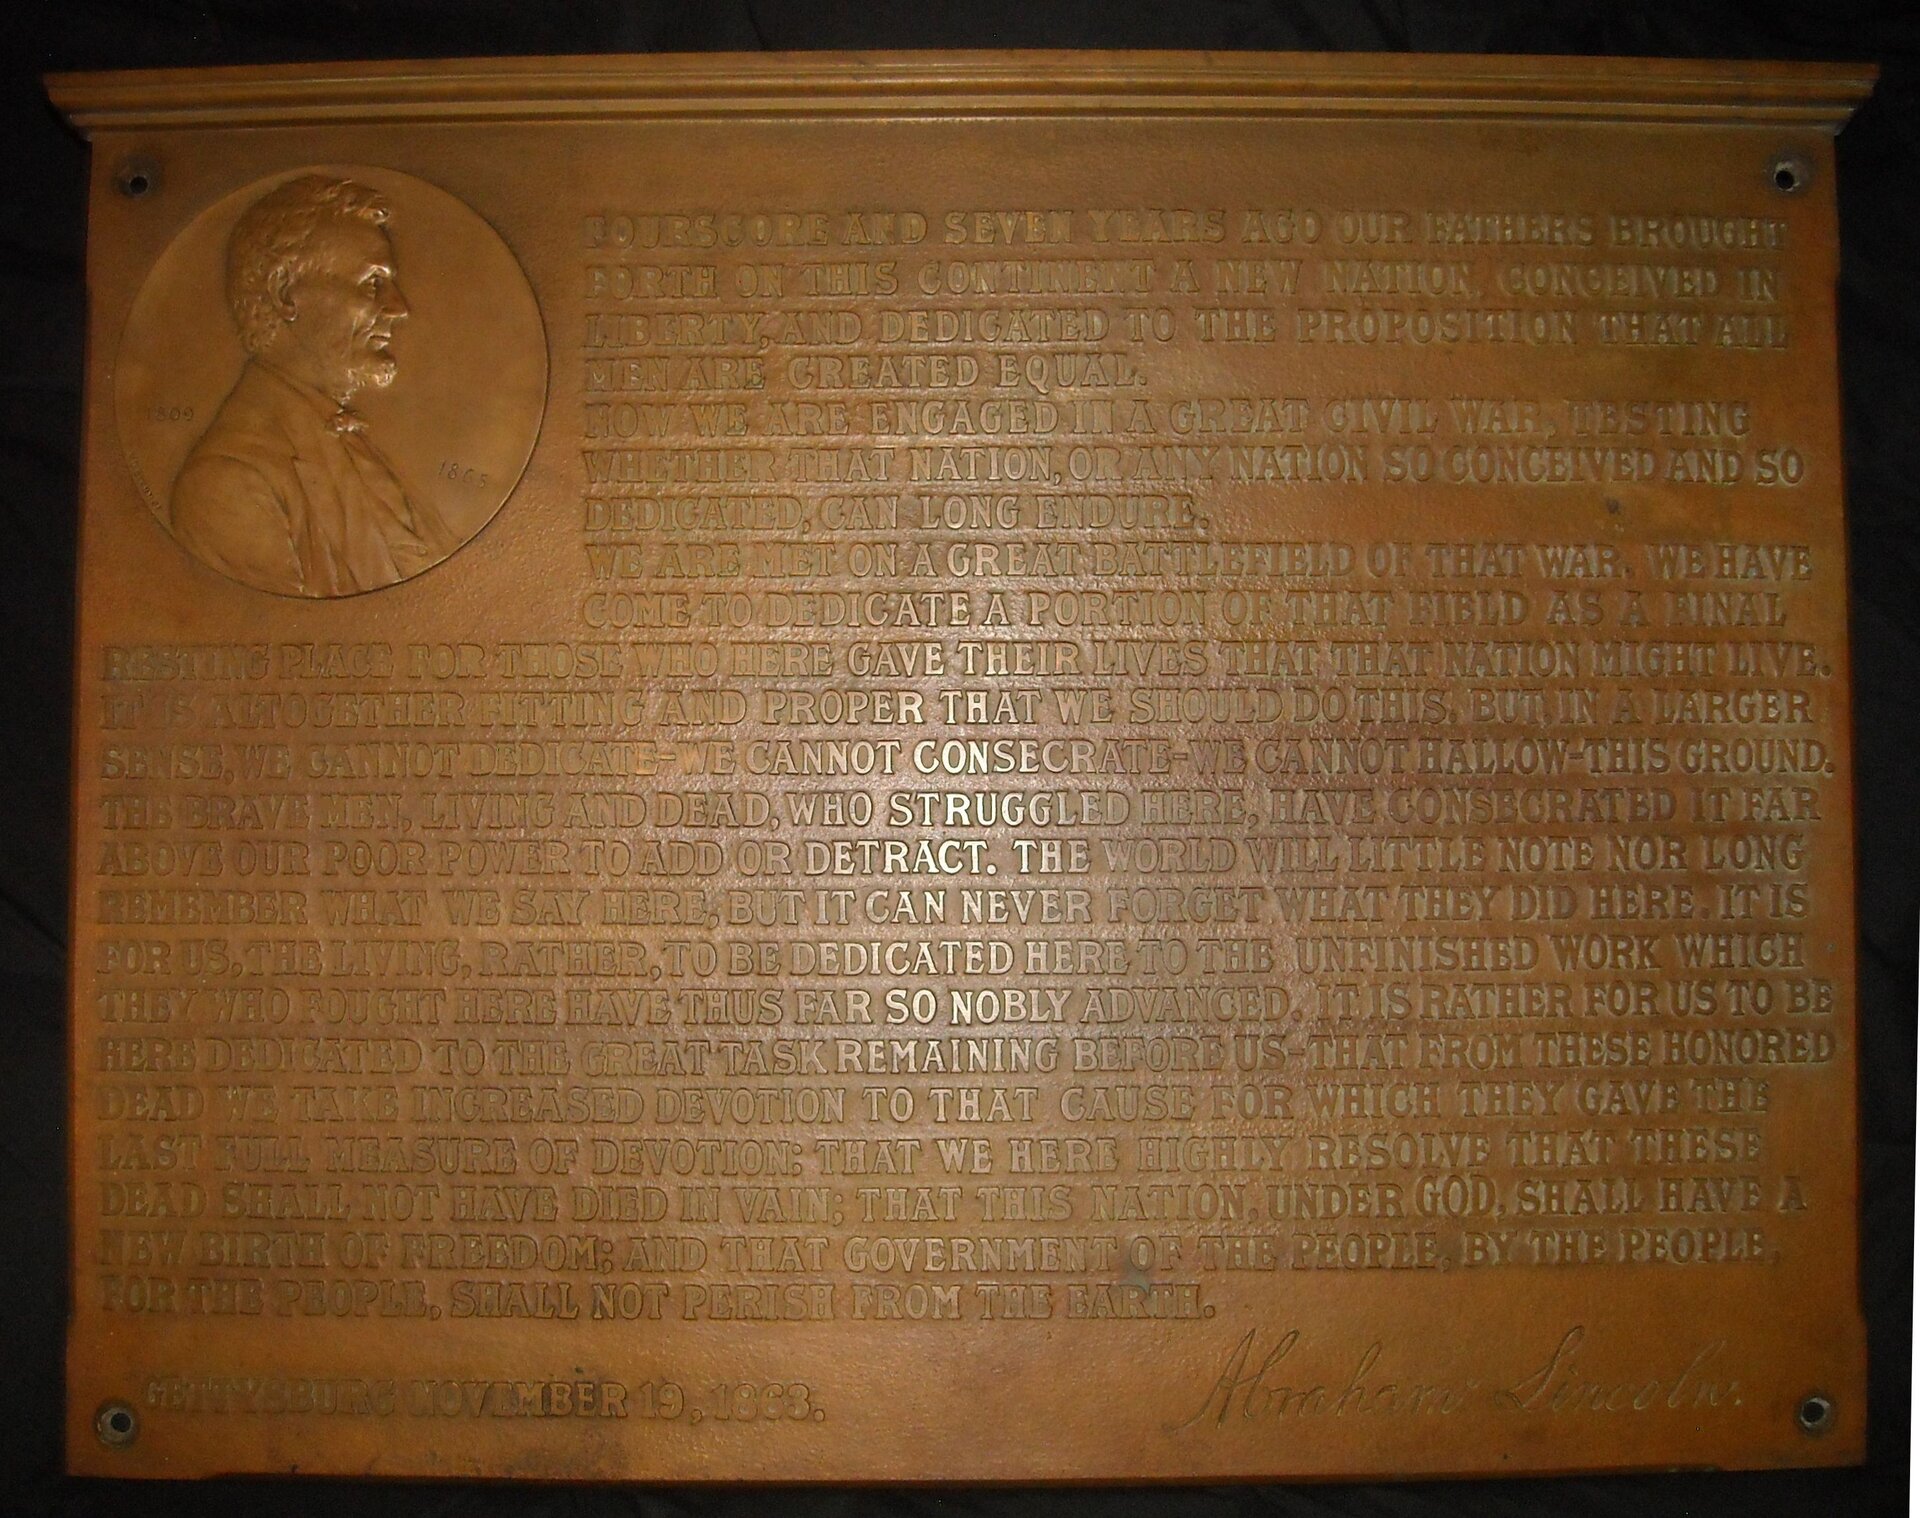 FOURSCORE AND SEVEN YEARS AGO OUR FATHERS BROUGHT
FORTH ON THIS CONTINENT A NEW NATION, CONCEIVED IN
LIBERTY, AND DEDICATED TO THE PROPOSITION THAT ALL
MEN ARE CREATED EQUAL.
NOW WE ARE ENGAGED IN A GREAT CIVIL WAR, TESTING
WHETHER THAT NATION, OR ANY NATION SO CONCEIVED AND SO
DEDICATED, CAN LONG ENDURE.
WE ARE MET ON A GREAT BATTLEFIELD OF THAT WAR. WE HAVE
COME TO DEDICATE A PORTION OF THAT FIELD AS A FINAL
RESTING PLACE FOR THOSE WHO HERE GAVE THEIR LIVES THAT THAT NATION MIGHT LIVE.
IT IS ALTOGETHER FITTING AND PROPER THAT WE SHOULD DO THIS. BUT, IN A LARGER
SENSE, WE CANNOT DEDICATE-WE CANNOT CONSECRATE-WE CANNOT HALLOW-THIS GROUND.
THE BRAVE MEN, LIVING AND DEAD, WHO STRUGGLED HERE, HAVE CONSECRATED IT FAR
ABOVE OUR POOR POWER TO ADD OR DETRACT. THE WORLD WILL LITTLE NOTE NOR LONG
REMEMBER WHAT WE SAY HERE, BUT IT CAN NEVER FORGET WHAT THEY DID HERE. IT IS
FOR US, THE LIVING, RATHER, TO BE DEDICATED HERE TO THE UNFINISHED WORK WHICH
THEY WHO FOUGHT HERE HAVE THUS FAR SO NOBLY ADVANCED. IT IS RATHER FOR US TO BE
HERE DEDICATED TO THE GREAT TASK REMAINING BEFORE US-THAT FROM THESE HONORED
DEAD WE TAKE INCREASED DEVOTION TO THAT CAUSE FOR WHICH THEY GAVE THE
LAST FULL MEASURE OF DEVOTION: THAT WE HERE HIGHLY RESOLVE THAT THESE
DEAD SHALL NOT HAVE DIED IN VAIN; THAT THIS NATION, UNDER GOD, SHALL HAVE A
NEW BIRTH OF FREEDOM; AND THAT GOVERNMENT OF THE PEOPLE, BY THE PEOPLE,
FOR THE PEOPLE, SHALL NOT PERISH FROM THE EARTH.
Abraham Lincoln.
GETTYSBURG NOVEMBER 19, 1863.
1809
1865